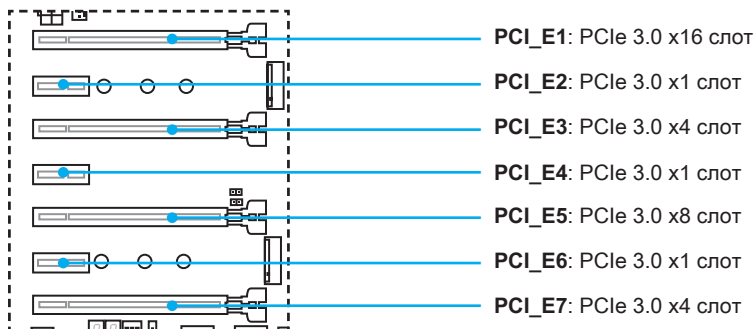 PCI_E1: PCIe 3.0 x16 слот
PCI_E2: PCIe 3.0 x1 слот
PCI_E3: PCIe 3.0 x4 слот
PCI_E4: PCIe 3.0 x1 слот
PCI_E5: PCIe 3.0 x8 слот
PCI_E6: PCIe 3.0 x1 слот
PCI_E7: PCIe 3.0 x4 слот